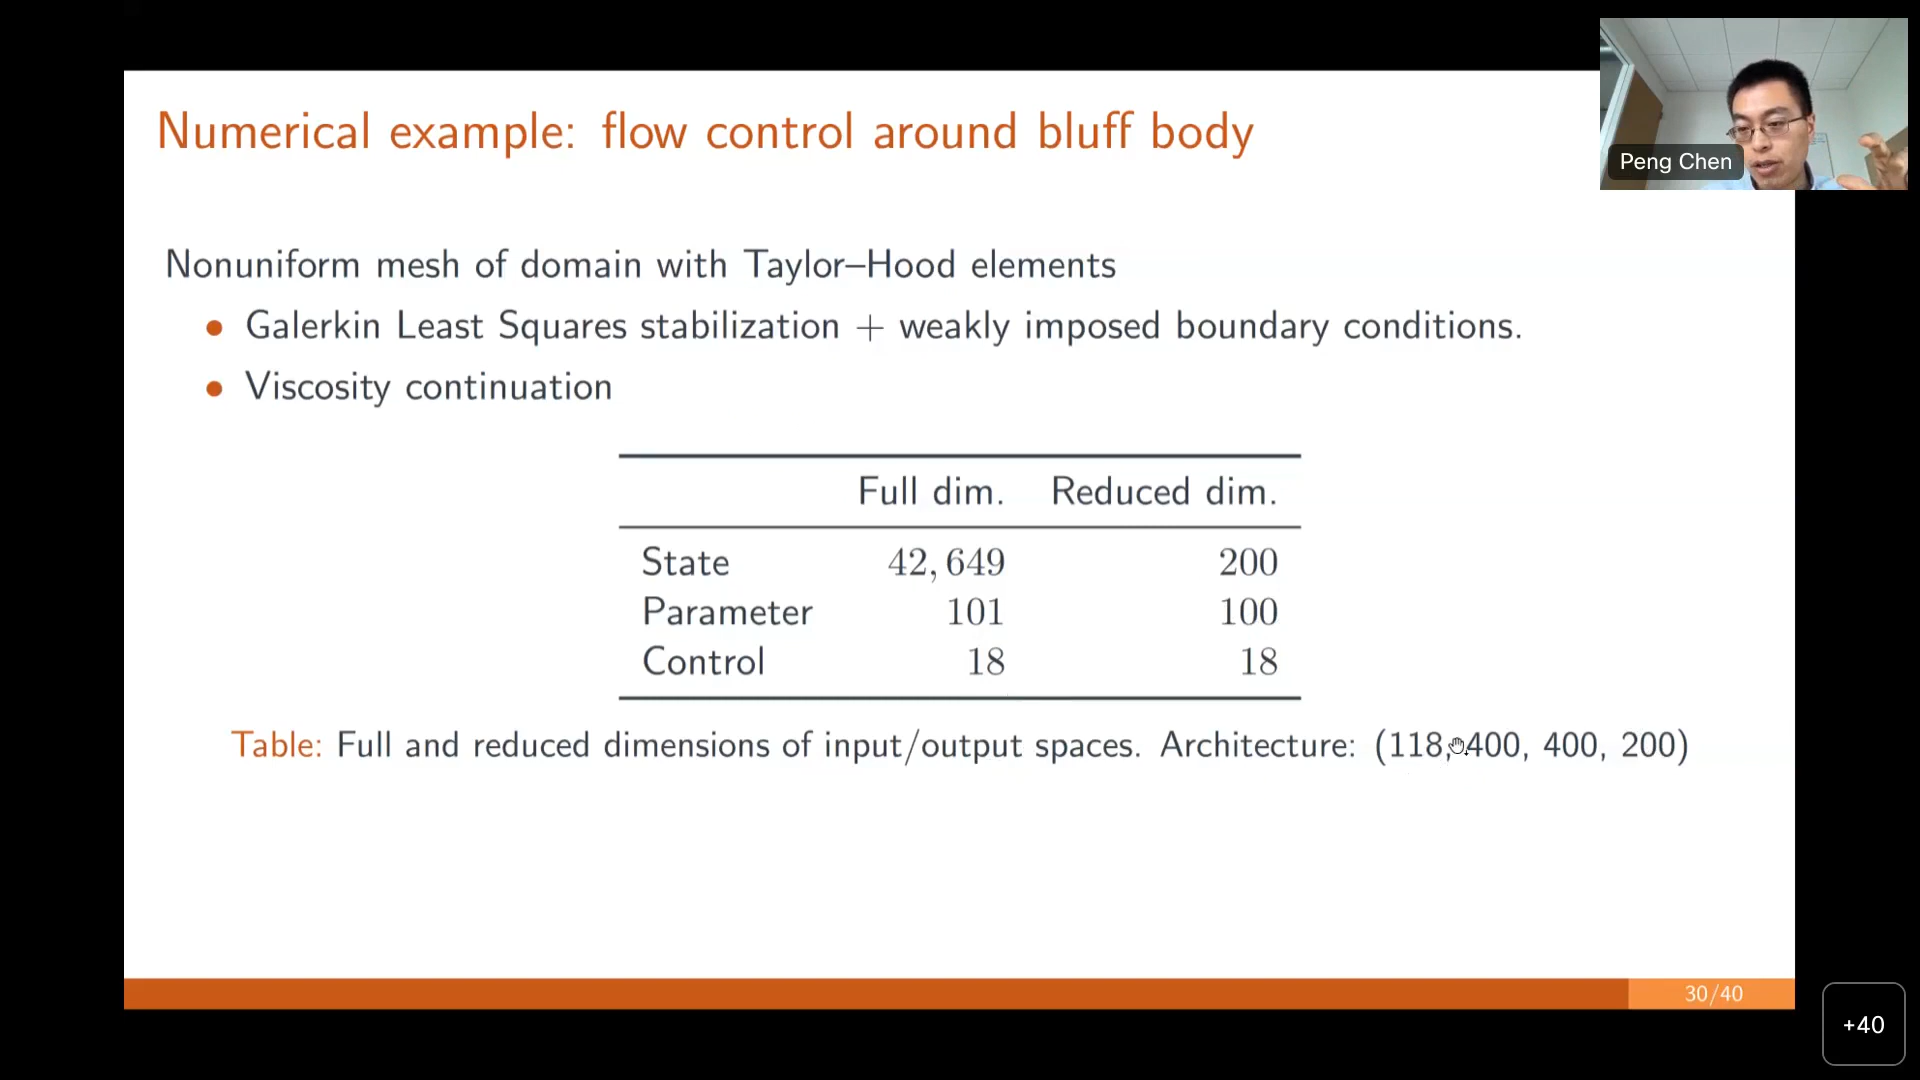 Numerical example: flow control around bluff body
Peng Chen
Nonuniform mesh of domain with Taylor–Hood elements
• Galerkin Least Squares stabilization + weakly imposed boundary conditions.
• Viscosity continuation
Full dim. Reduced dim.
State 42,649 200
Parameter 101 100
Control 18 18
Table: Full and reduced dimensions of input/output spaces. Architecture: (118, 400, 400, 200)
30/40
+40